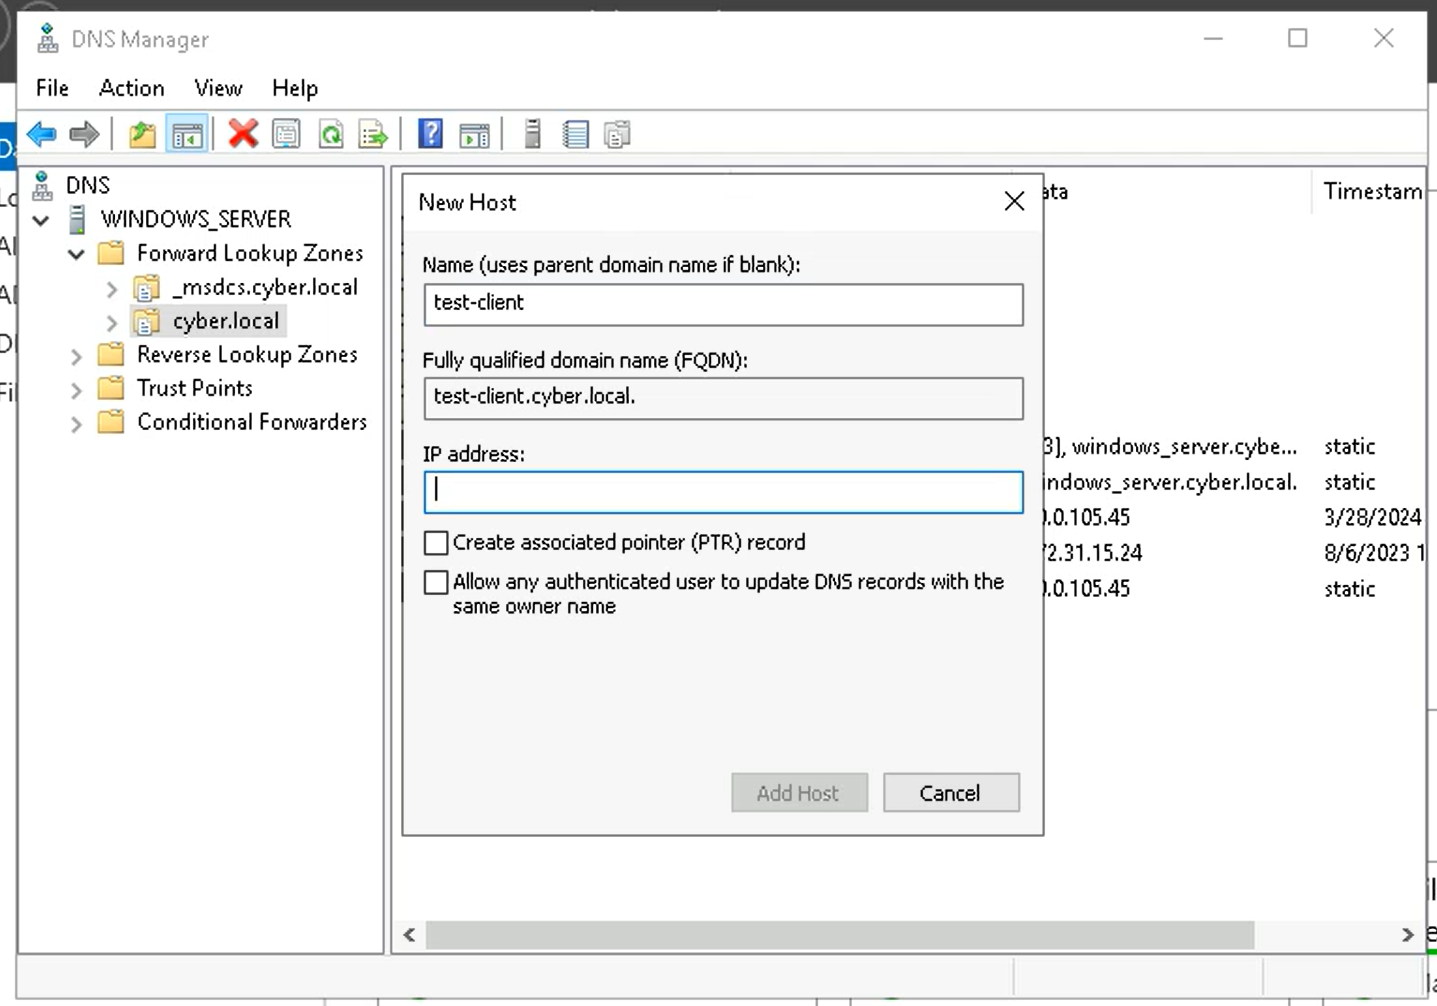 DNS Manager
File Action View Help
DNS
WINDOWS_SERVER
Forward Lookup Zones
_msdcs.cyber.local
cyber.local
Reverse Lookup Zones
Trust Points
Conditional Forwarders
New Host
Name (uses parent domain name if blank):
test-client
Fully qualified domain name (FQDN):
test-client.cyber.local.
IP address:
Create associated pointer (PTR) record
Allow any authenticated user to update DNS records with the
same owner name
Add Host Cancel
ata Timestam
3], windows_server.cybe... static
indows_server.cyber.local. static
.0.105.45 3/28/2024
2.31.15.24 8/6/2023 1
.0.105.45 static